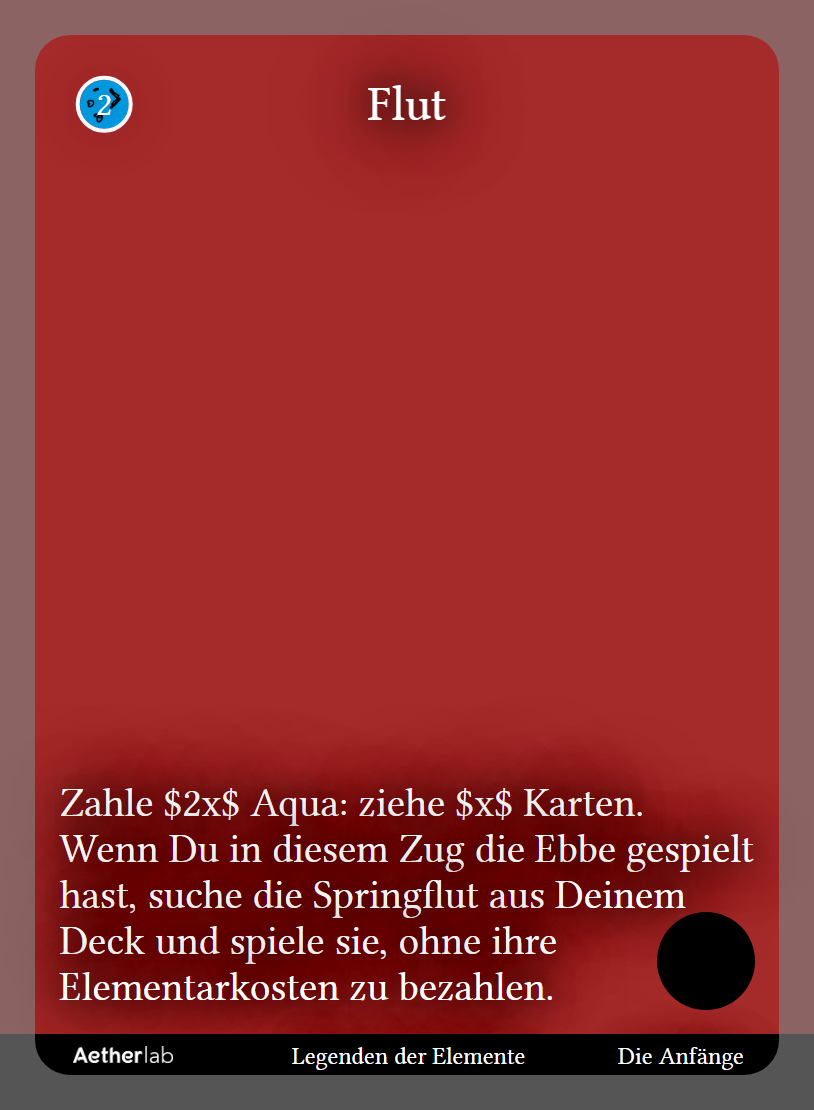 2
Flut
Zahle $2x$ Aqua: ziehe $x$ Karten.
Wenn Du in diesem Zug die Ebbe gespielt
hast, suche die Springflut aus Deinem
Deck und spiele sie, ohne ihre
Elementarkosten zu bezahlen.
Aetherlab
Legenden der Elemente
Die Anfänge